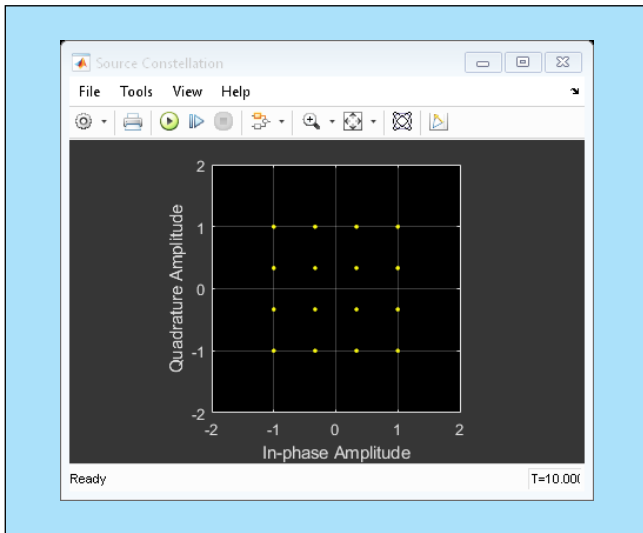 Source Constellation
File Tools View Help
2
1
0
-1
-2
Quadrature Amplitude
-2 -1 0 1 2
In-phase Amplitude
Ready
T=10.00(